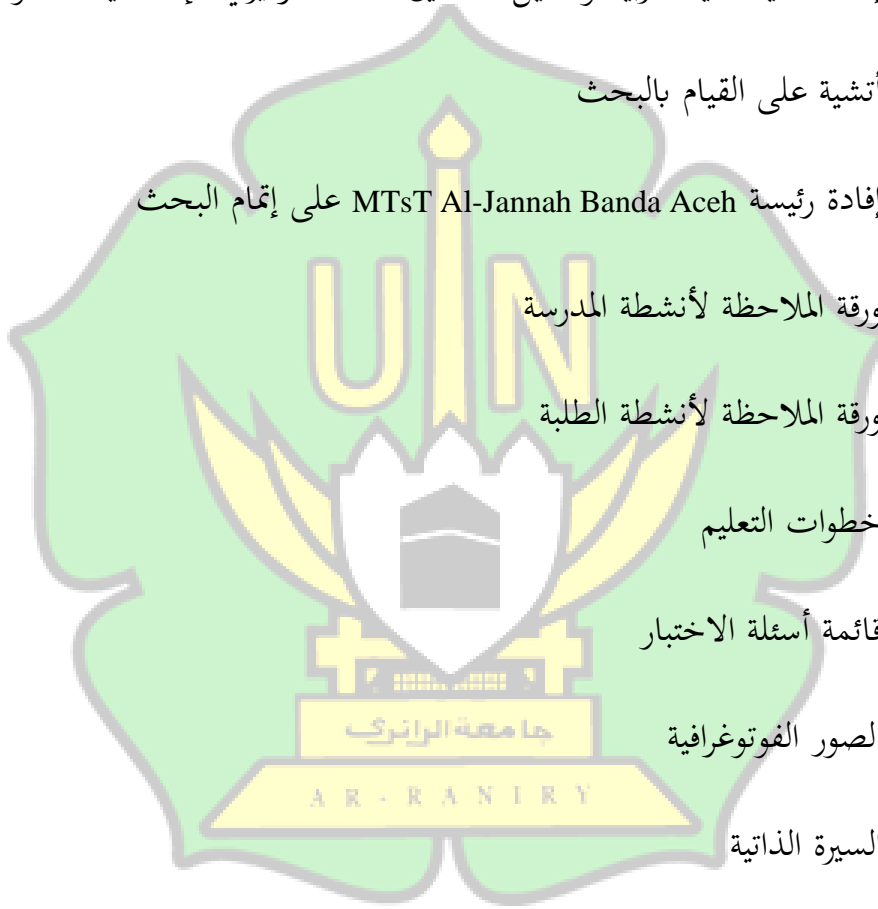 أتشية على القيام بالبحث
إفادة رئيسة MTsT Al-Jannah Banda Aceh على إتمام البحث
UIN
ورقة الملاحظة لأنشطة المدرسة
ورقة الملاحظة لأنشطة الطلبة
خطوات التعليم
قائمة أسئلة الاختبار
جامعة الرانري
لصور الفوتوغرافية
AR-RANIRY
لسيرة الذاتية